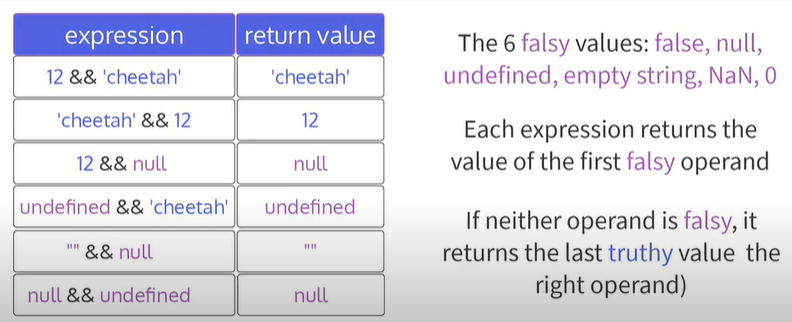 expression return value
12 && 'cheetah' 'cheetah'
'cheetah' && 12 12
12 && null null
undefined && 'cheetah' undefined
"" && null ""
null && undefined null
The 6 falsy values: false, null,
undefined, empty string, NaN, 0
Each expression returns the
value of the first falsy operand
If neither operand is falsy, it
returns the last truthy value the
right operand)